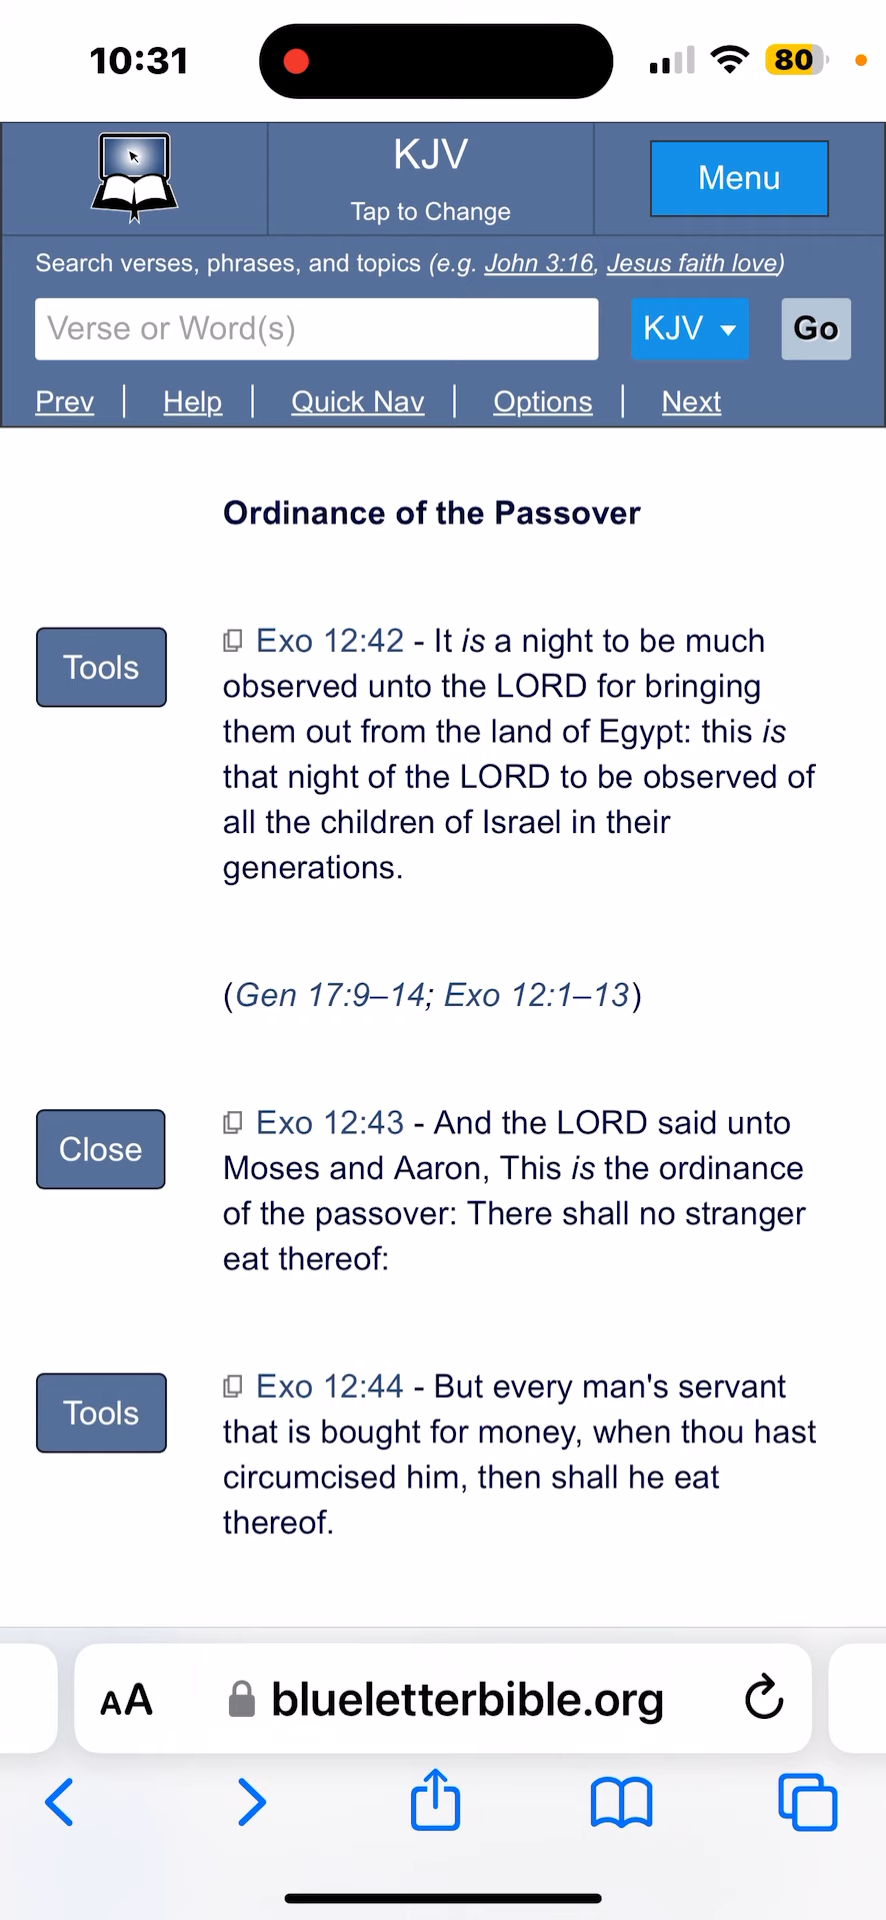 10:31
80
KJV
Tap to Change
Menu
Search verses, phrases, and topics (e.g. John 3:16, Jesus faith love)
Verse or Word(s)
KJV
Go
Prev | Help | Quick Nav | Options | Next
Ordinance of the Passover
Tools
Exo 12:42 - It is a night to be much
observed unto the LORD for bringing
them out from the land of Egypt: this is
that night of the LORD to be observed of
all the children of Israel in their
generations.
(Gen 17:9–14; Exo 12:1–13)
Close
Exo 12:43 - And the LORD said unto
Moses and Aaron, This is the ordinance
of the passover: There shall no stranger
eat thereof:
Tools
Exo 12:44 - But every man's servant
that is bought for money, when thou hast
circumcised him, then shall he eat
thereof.
AA
blueletterbible.org